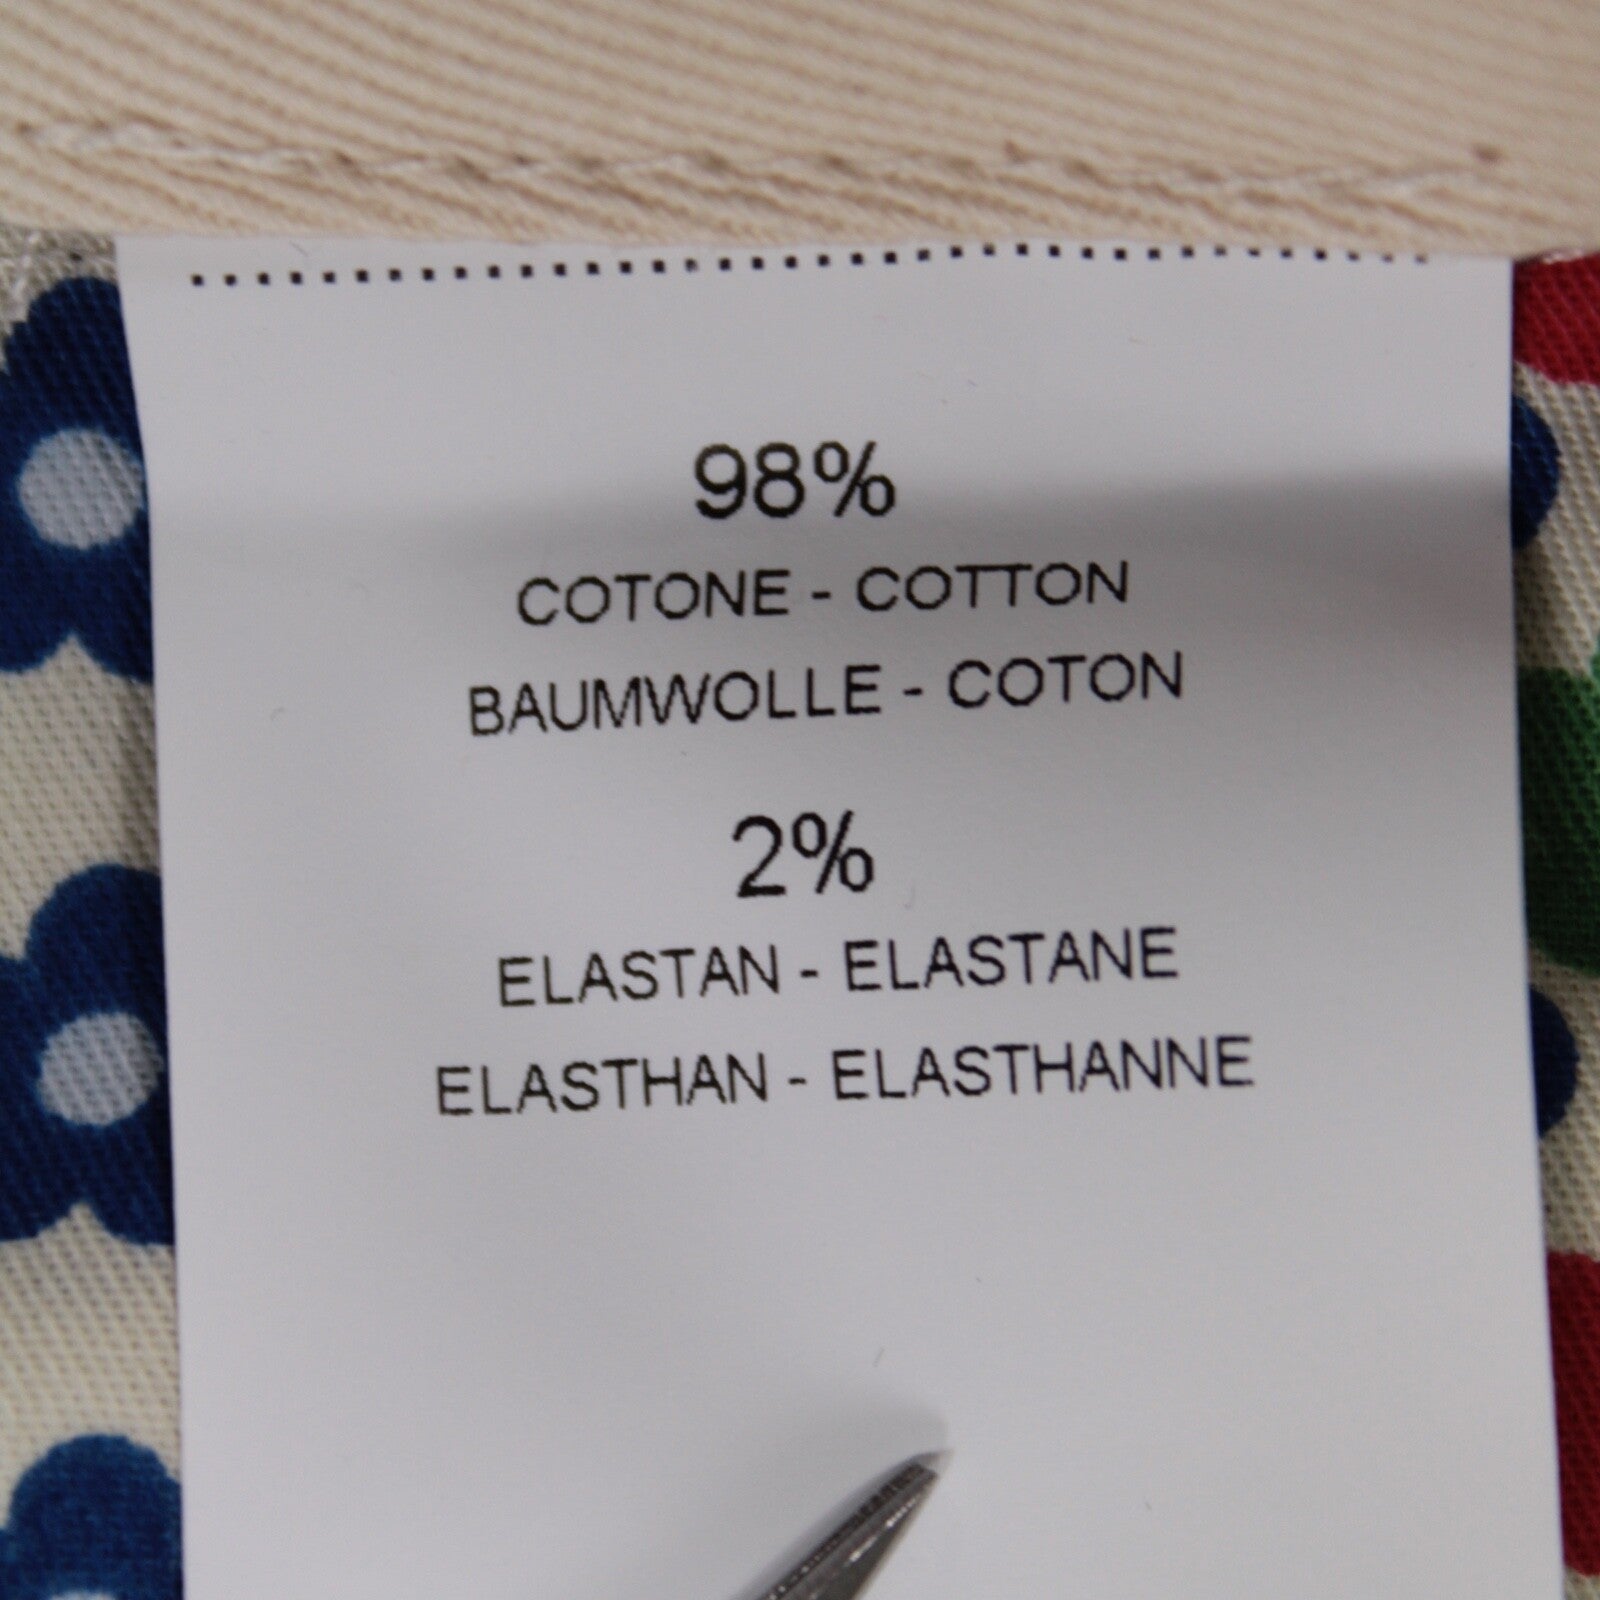 98%
COTONE - COTTON
BAUMWOLLE - COTON
2%
ELASTAN - ELASTANE
ELASTHAN - ELASTHANNE